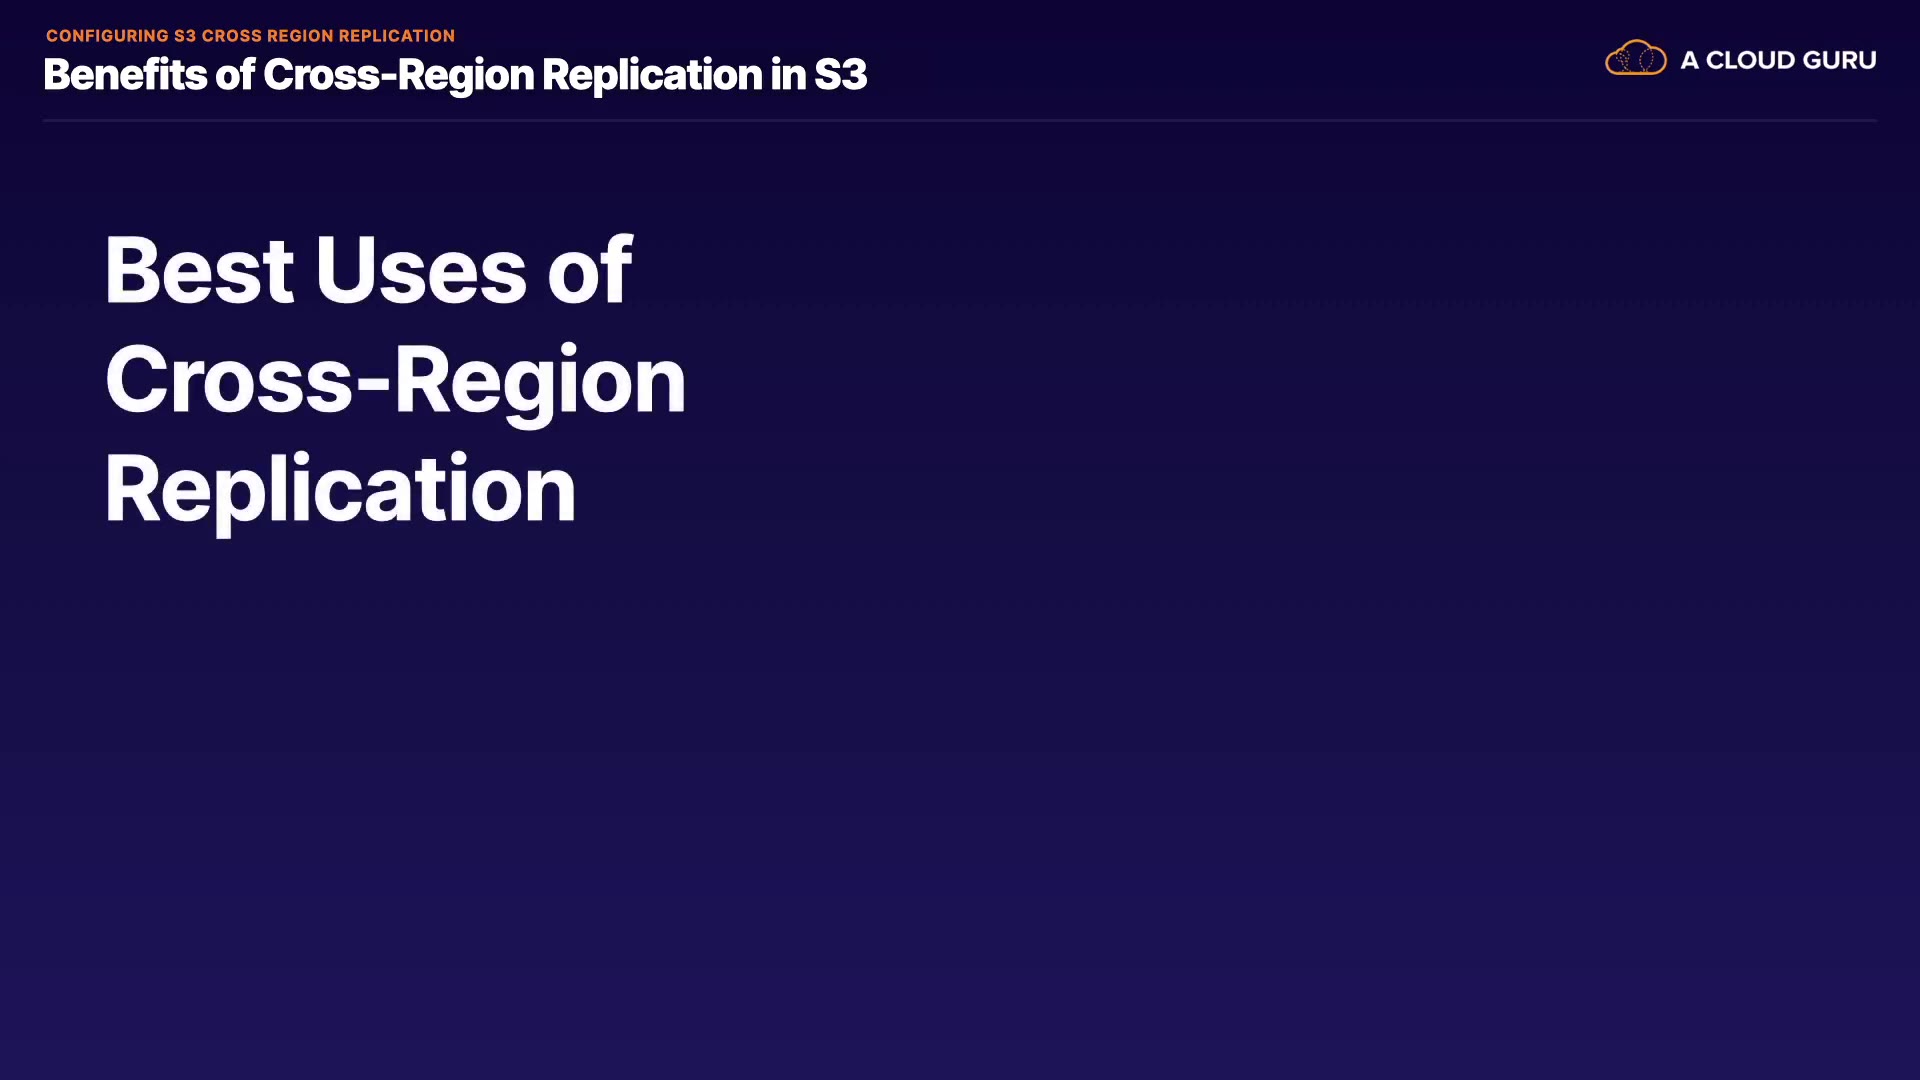 CONFIGURING S3 CROSS REGION REPLICATION
Benefits of Cross-Region Replication in S3
A CLOUD GURU
Best Uses of
Cross-Region
Replication